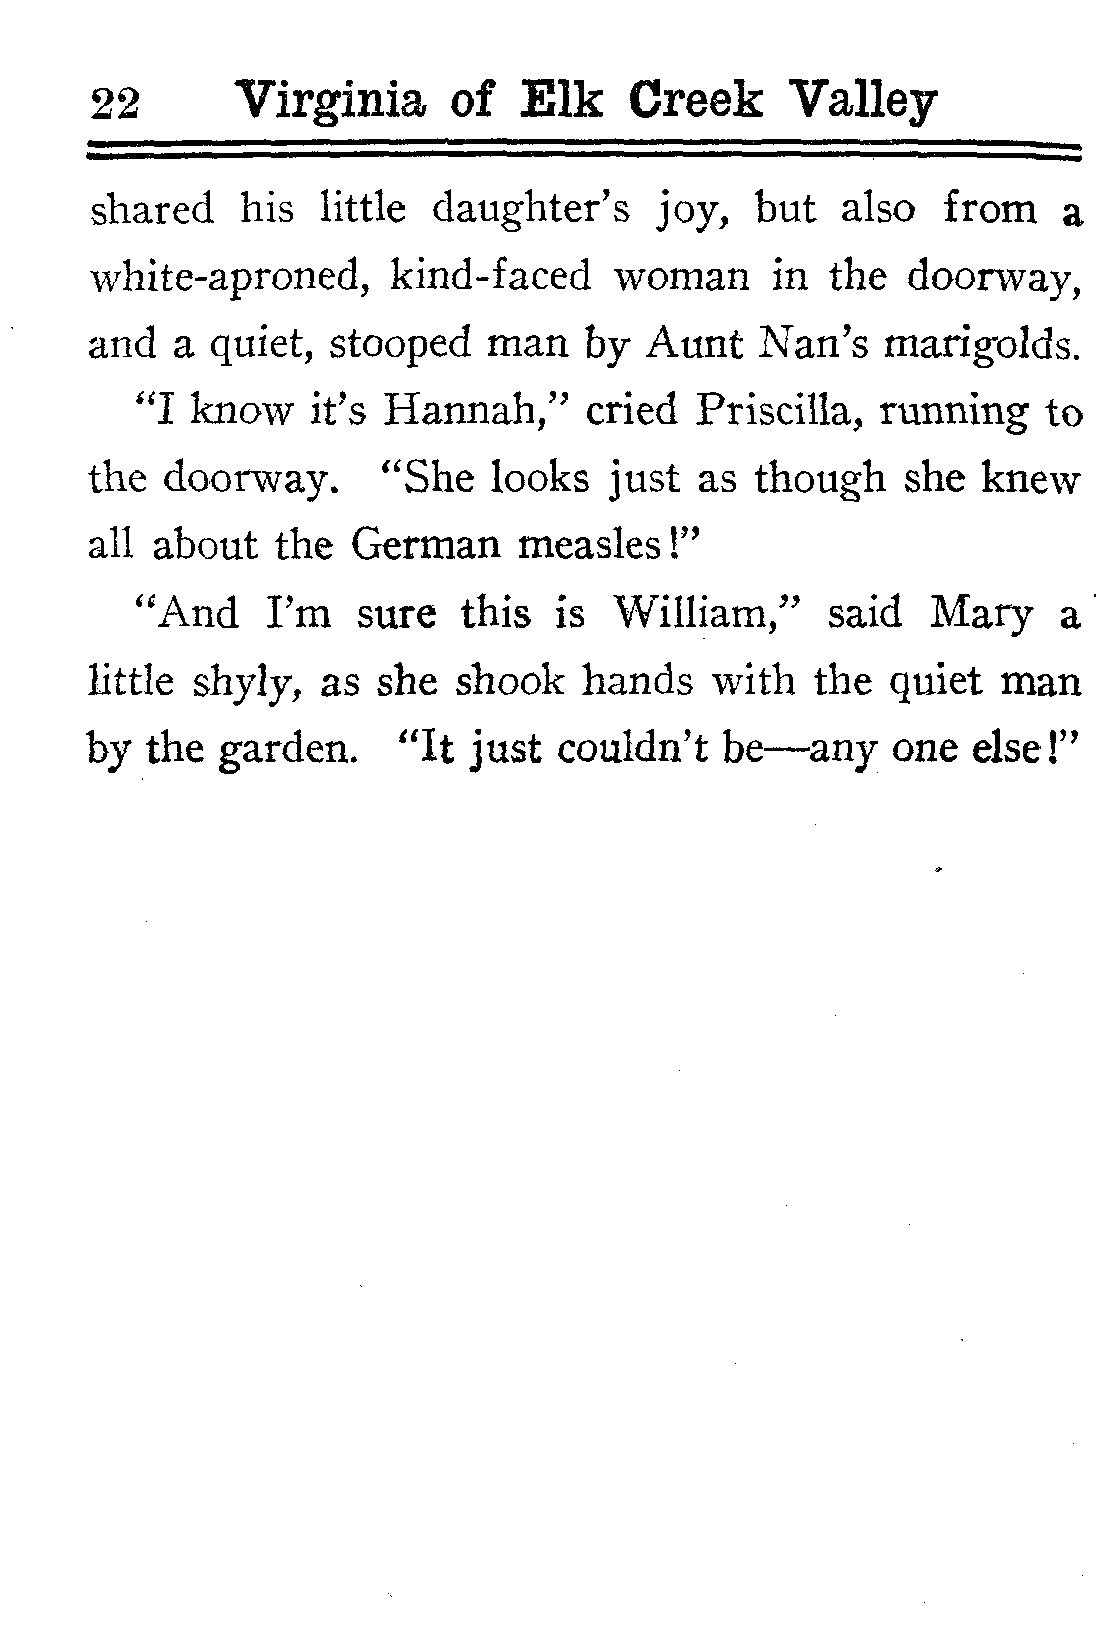 22 Virginia of Elk Creek Valley
shared his little daughter's joy, but also from a
white-aproned, kind-faced woman in the doorway,
and a quiet, stooped man by Aunt Nan's marigolds.
“I know it's Hannah,” cried Priscilla, running to
the doorway. “She looks just as though she knew
all about the German measles!”
“And I'm sure this is William,” said Mary a
little shyly, as she shook hands with the quiet man
by the garden. “It just couldn't be—any one else!”